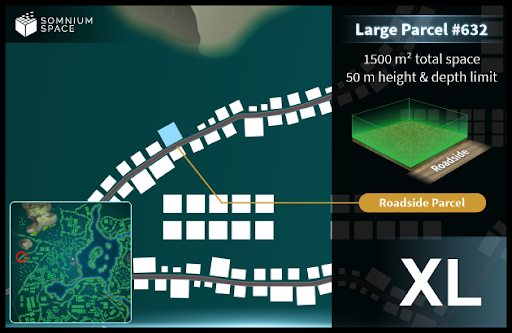 SOMNIUM
SPACE
Large Parcel #632
1500 m² total space
50 m height & depth limit
Roadside
Roadside Parcel
XL